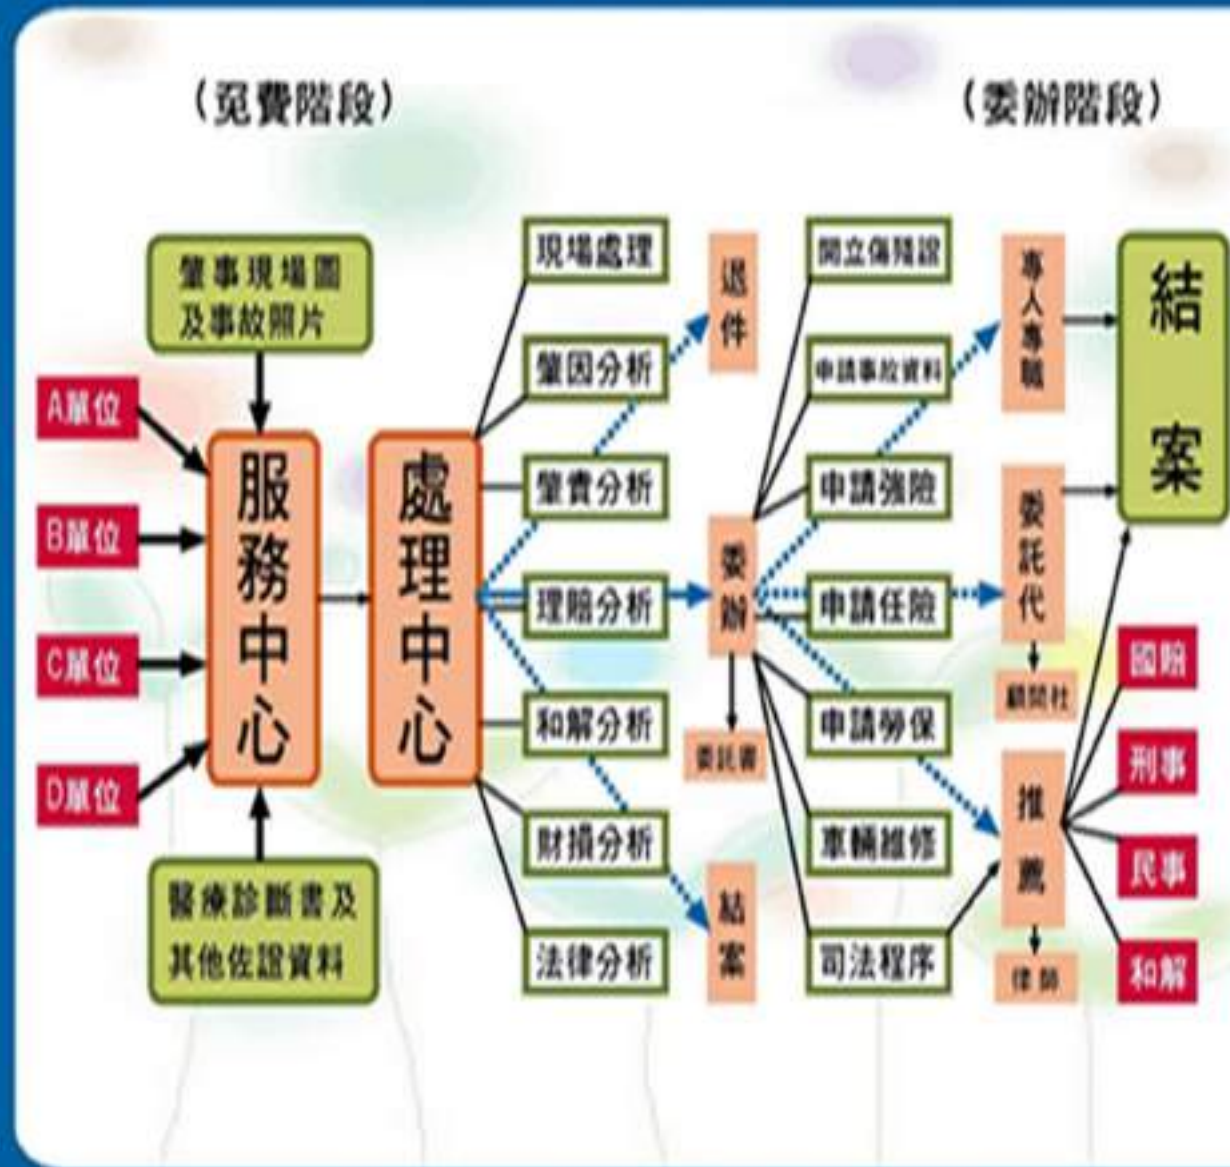 (免費階段)
(委辦階段)
肇事現場圖
及事故照片
A單位
B單位
C單位
D單位
服務中心
醫療診斷書及
其他佐證資料
處理中心
現場處理
肇因分析
肇責分析
理賠分析
和解分析
財損分析
法律分析
退件
委辦
委託書
結案
開立傷殘證
申請事故資料
申請強險
申請任險
申請勞保
車輛維修
司法程序
專人專職
委託代
顧問社
推薦
律師
結案
國賠
刑事
民事
和解